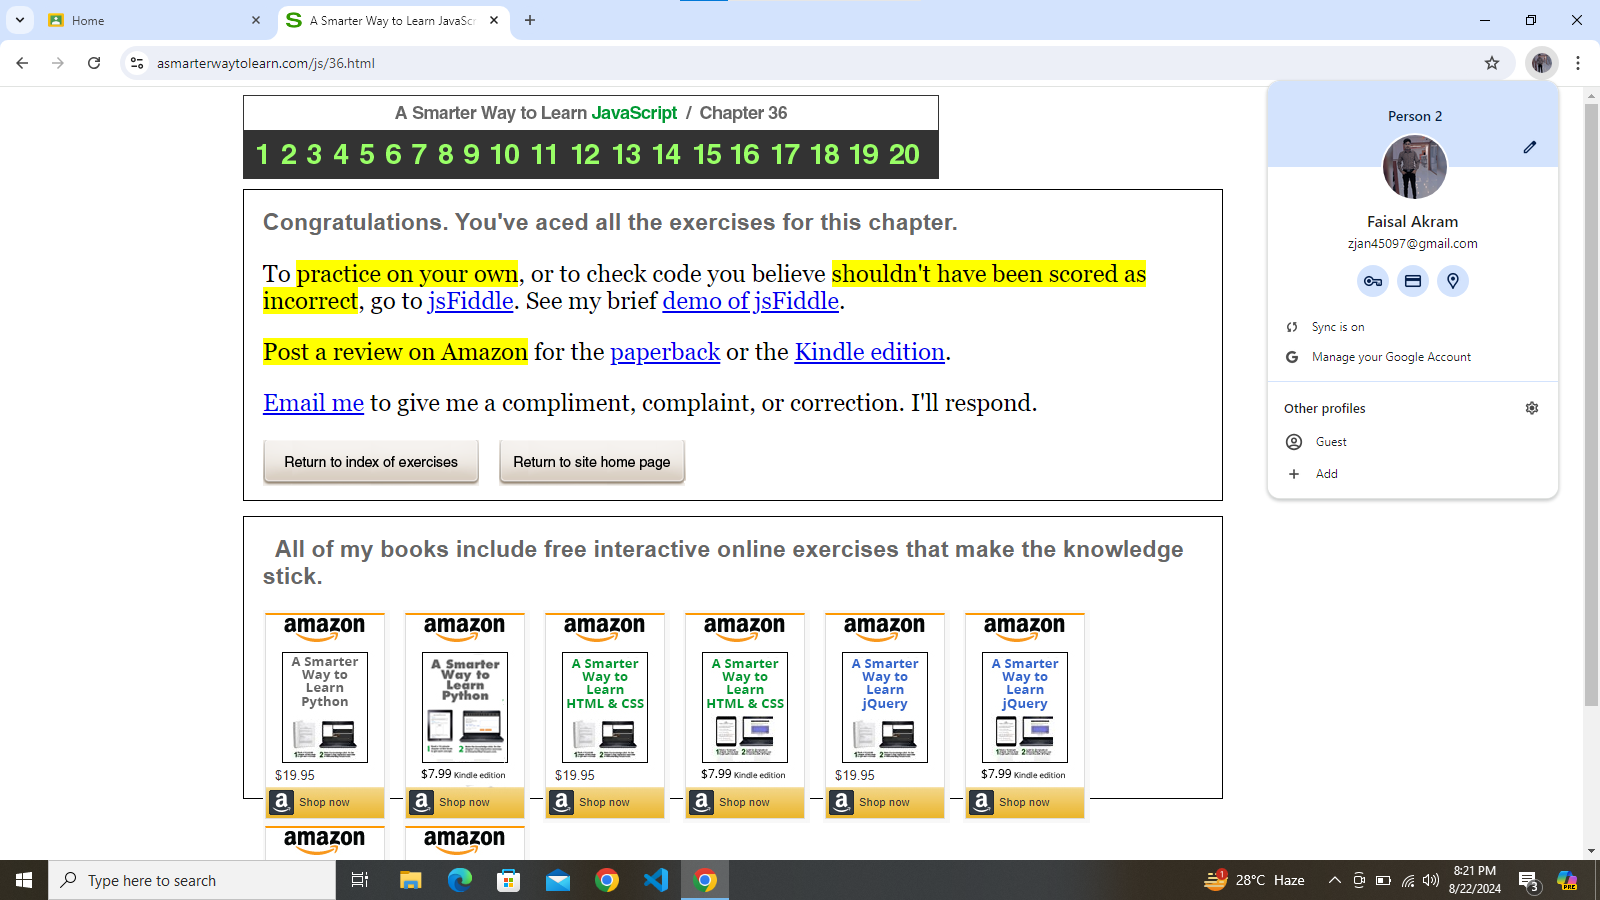 Home
A Smarter Way to Learn JavaScr
asmarterwaytolearn.com/js/36.html
A Smarter Way to Learn JavaScript / Chapter 36
1 2 3 4 5 6 7 8 9 10 11 12 13 14 15 16 17 18 19 20
Congratulations. You've aced all the exercises for this chapter.
To practice on your own, or to check code you believe shouldn't have been scored as
incorrect, go to jsFiddle. See my brief demo of jsFiddle.
Post a review on Amazon for the paperback or the Kindle edition.
Email me to give me a compliment, complaint, or correction. I'll respond.
Return to index of exercises
Return to site home page
All of my books include free interactive online exercises that make the knowledge
stick.
amazon
A Smarter
Way to
Learn
Python
$19.95
Shop now
amazon
A Smarter
Way to
Learn
Python
$7.99 Kindle edition
Shop now
amazon
A Smarter
Way to
Learn
HTML & CSS
$19.95
Shop now
amazon
A Smarter
Way to
Learn
HTML & CSS
$7.99 Kindle edition
Shop now
amazon
A Smarter
Way to
Learn
jQuery
$19.95
Shop now
amazon
A Smarter
Way to
Learn
jQuery
$7.99 Kindle edition
Shop now
amazon
amazon
Person 2
Faisal Akram
zjan45097@gmail.com
Sync is on
Manage your Google Account
Other profiles
Guest
Add
Type here to search
1
28°C Haze
8:21 PM
8/22/2024
3
PRE